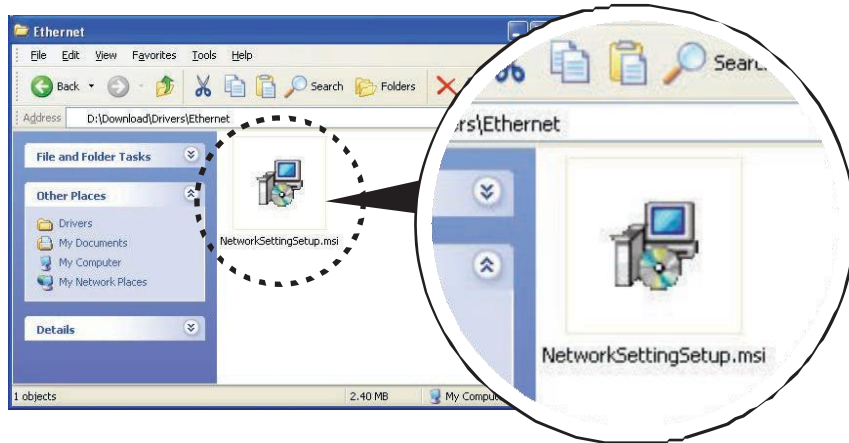 Ethernet
File Edit View Favorites Tools Help
Back Search Folders
Address D:\Download\Drivers\Ethernet
File and Folder Tasks
Other Places
Drivers
My Documents
My Computer
My Network Places
Details
NetworkSettingSetup.msi
1 objects 2.40 MB My Compu
Sear
rs\Ethernet
NetworkSettingSetup.msi